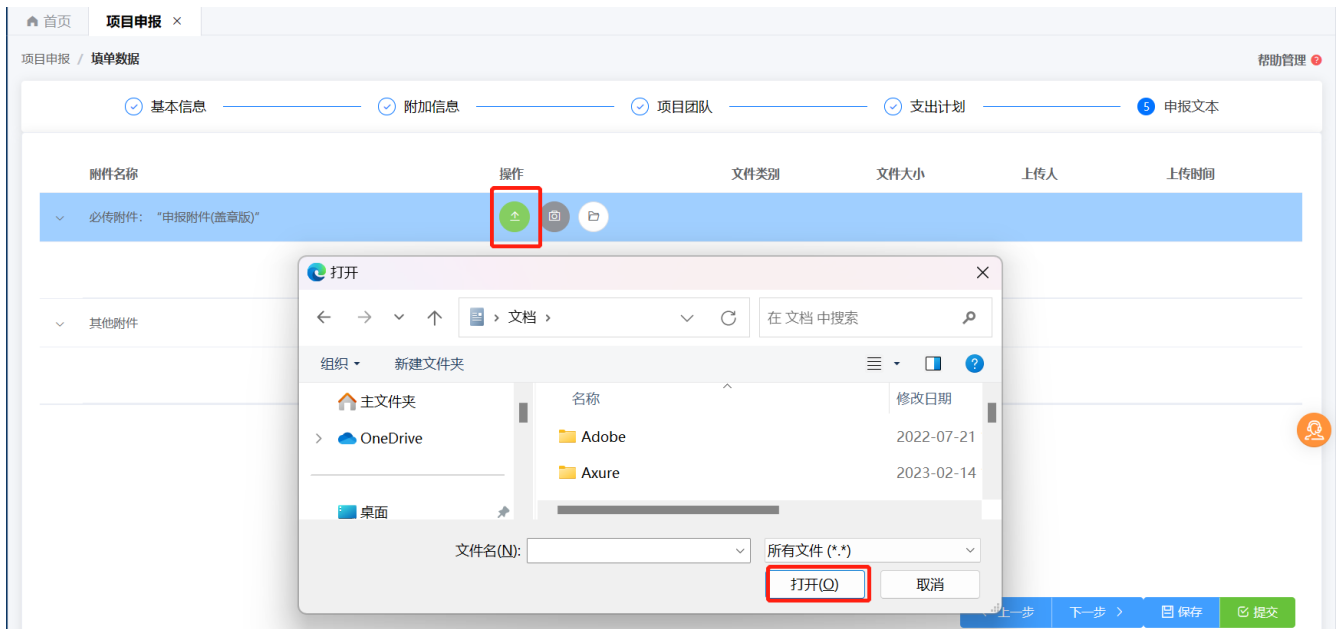 首页 项目申报 ×
项目申报 / 填单数据 帮助管理 ?
基本信息 附加信息 项目团队 支出计划 5 申报文本
附件名称 操作 文件类别 文件大小 上传人 上传时间
必传附件： “申报附件(盖章版)”
打开
文档
在 文档 中搜索
其他附件
组织 新建文件夹 ?
主文件夹 名称 修改日期
OneDrive Adobe 2022-07-21
Axure 2023-02-14
桌面
文件名(N): 所有文件 (*.*)
打开(O) 取消
上一步 下一步 > 保存 提交